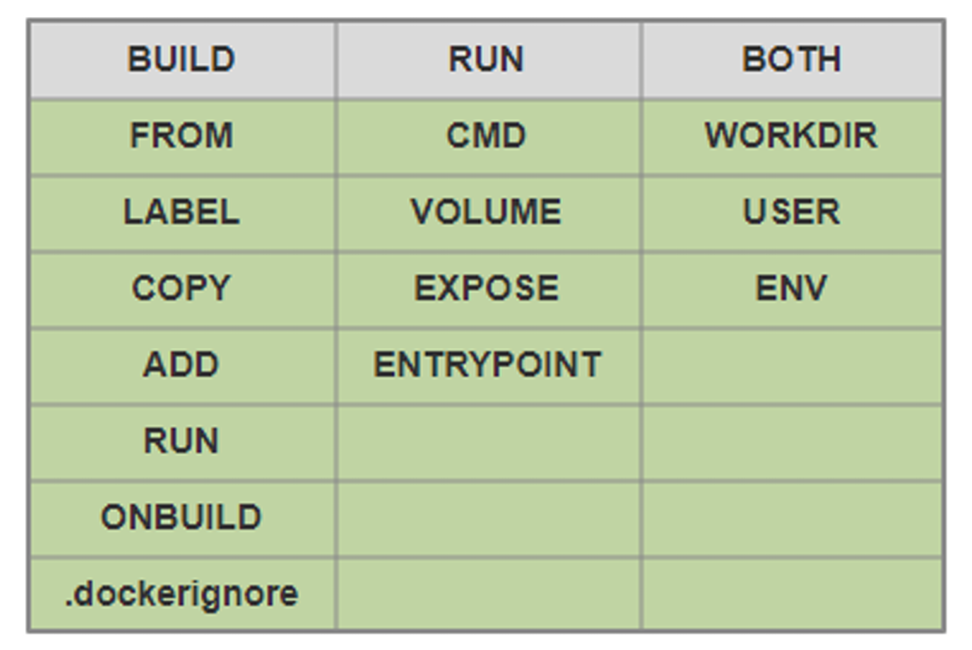 BUILD RUN BOTH
FROM CMD WORKDIR
LABEL VOLUME USER
COPY EXPOSE ENV
ADD ENTRYPOINT
RUN
ONBUILD
.dockerignore